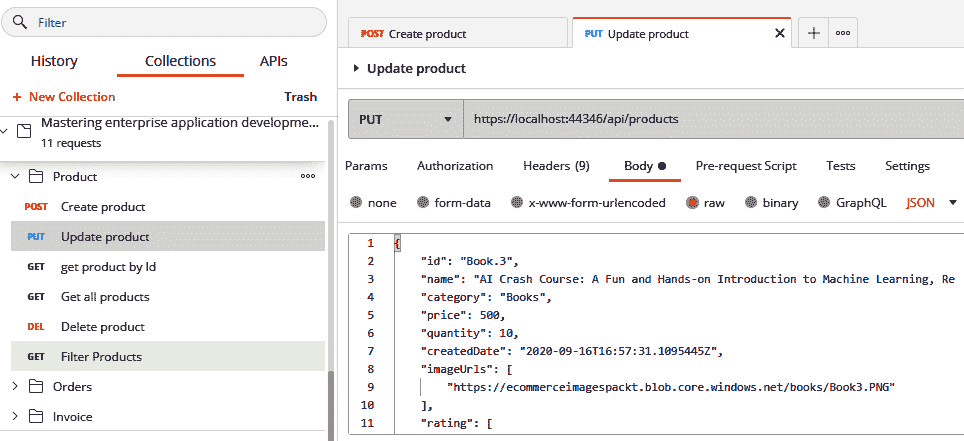 Filter
History Collections APIs
+ New Collection Trash
Mastering enterprise application developme...
11 requests
Product
POST Create product
PUT Update product
GET get product by Id
GET Get all products
DEL Delete product
GET Filter Products
Orders
Invoice
POST Create product PUT Update product
Update product
PUT https://localhost:44346/api/products
Params Authorization Headers (9) Body Pre-request Script Tests Settings
none form-data x-www-form-urlencoded raw binary GraphQL JSON
1 {
2 "id": "Book.3",
3 "name": "AI Crash Course: A Fun and Hands-on Introduction to Machine Learning, Re
4 "category": "Books",
5 "price": 500,
6 "quantity": 10,
7 "createdDate": "2020-09-16T16:57:31.1095445Z",
8 "imageUrls": [
9 "https://ecommerceimagespackt.blob.core.windows.net/books/Book3.PNG"
10 ],
11 "rating": [